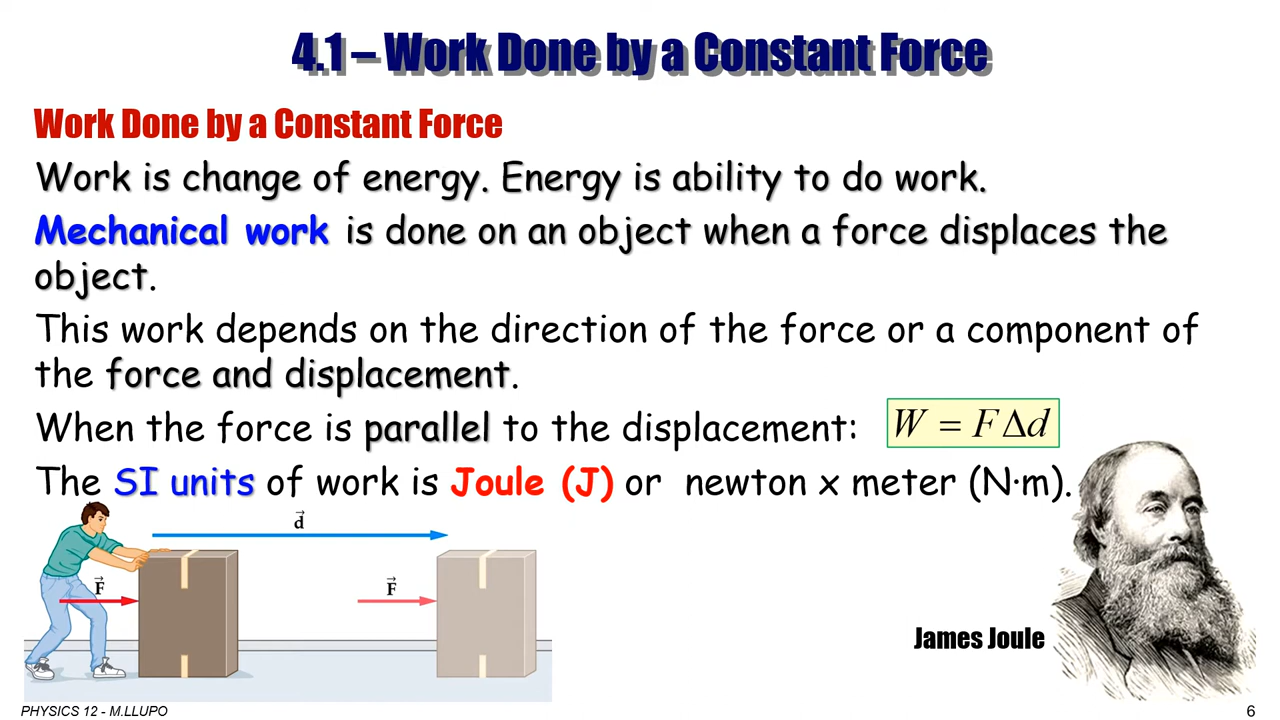 4.1 – Work Done by a Constant Force
Work Done by a Constant Force
Work is change of energy. Energy is ability to do work.
Mechanical work is done on an object when a force displaces the
object.
This work depends on the direction of the force or a component of
the force and displacement.
When the force is parallel to the displacement: W = F Δd
The SI units of work is Joule (J) or newton x meter (N·m).
d⃗
F⃗
F⃗
James Joule
PHYSICS 12 - M.LLUPO
6